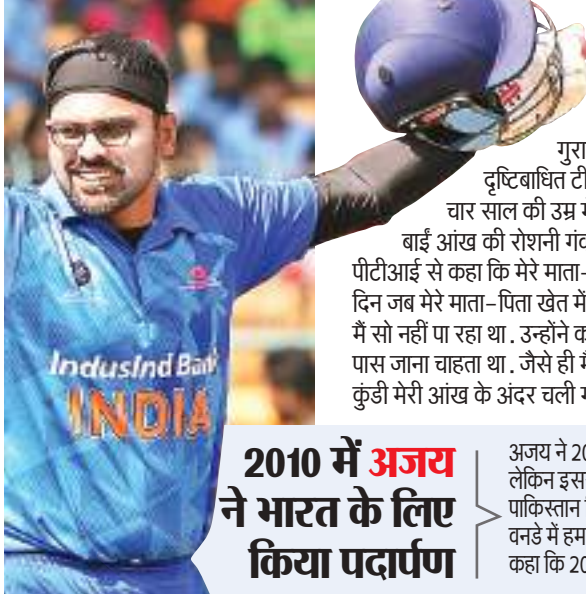 गुरा
दृष्टिबाधित टी
चार साल की उम्र म
बाईं आंख की रोशनी गंव
पीटीआई से कहा कि मेरे माता-
दिन जब मेरे माता-पिता खेत में
मैं सो नहीं पा रहा था. उन्होंने क
पास जाना चाहता था. जैसे ही मै
कुंडी मेरी आंख के अंदर चली ग
IndusInd Bank
INDIA
2010 में अजय
ने भारत के लिए
किया पदार्पण
अजय ने 20
लेकिन इस
पाकिस्तान
वनडे में हम
कहा कि 20